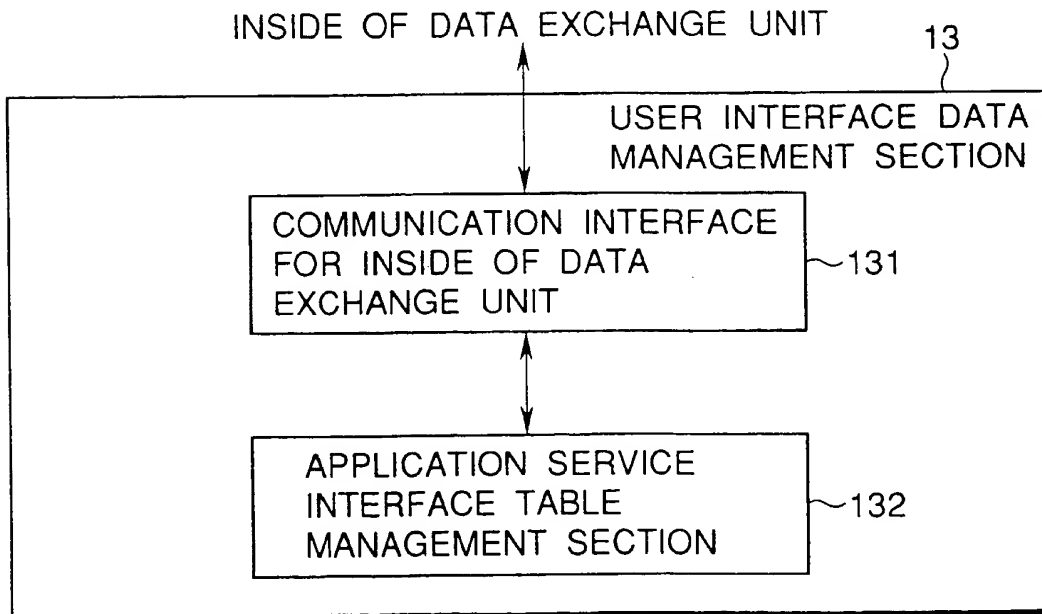 INSIDE OF DATA EXCHANGE UNIT
13
USER INTERFACE DATA
MANAGEMENT SECTION
COMMUNICATION INTERFACE
FOR INSIDE OF DATA
EXCHANGE UNIT
131
APPLICATION SERVICE
INTERFACE TABLE
MANAGEMENT SECTION
132